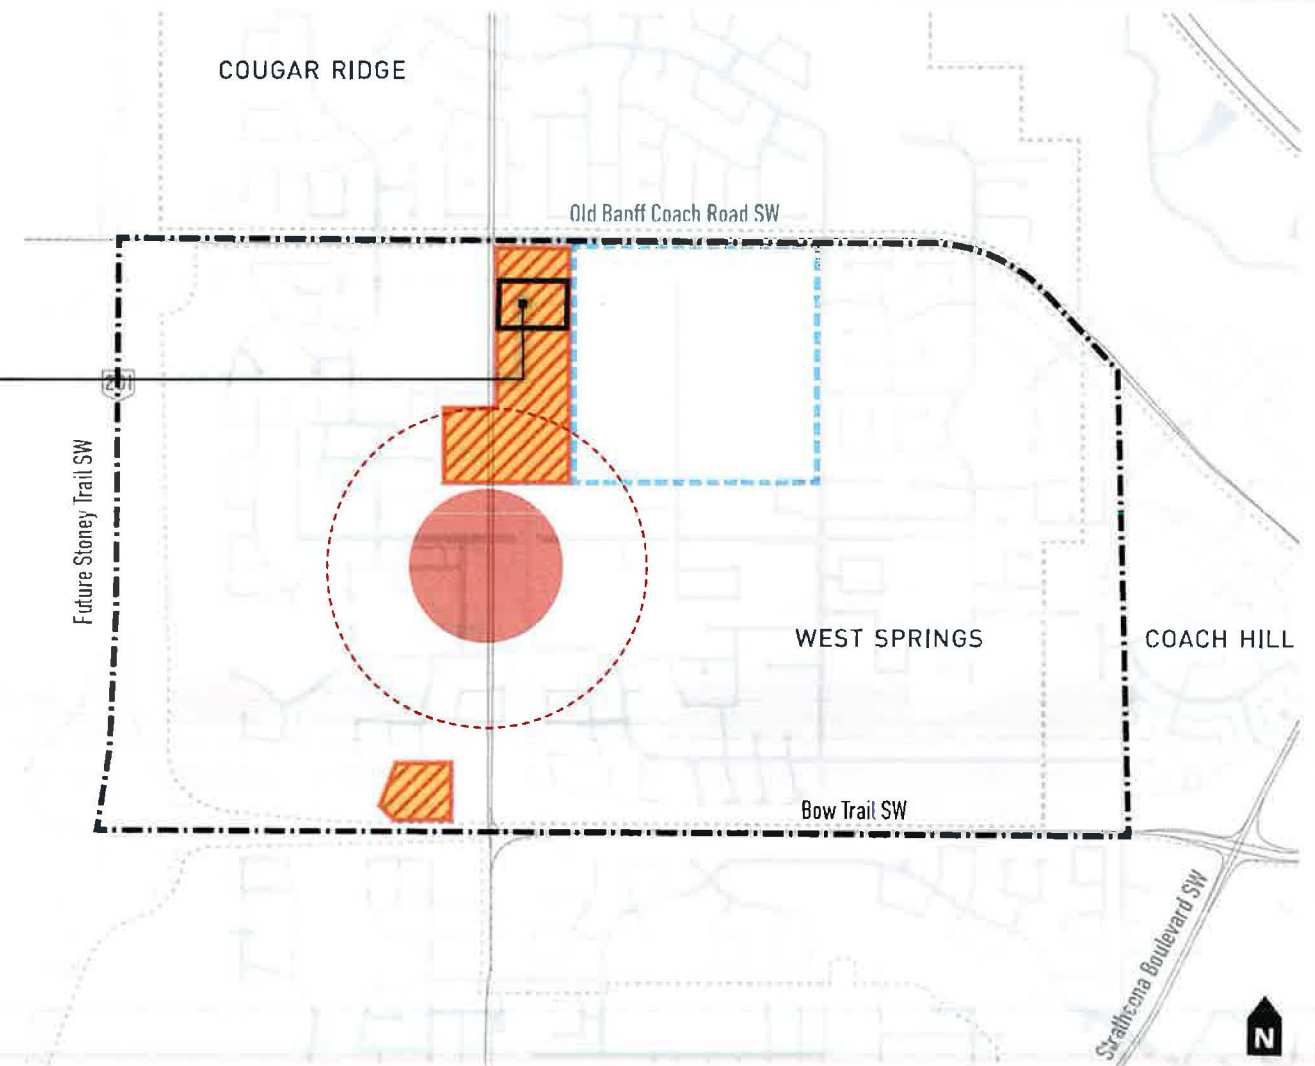 COUGAR RIDGE
Old Banff Coach Road SW
201
Future Stoney Trail SW
WEST SPRINGS
COACH HILL
Bow Trail SW
Strathcona Boulevard SW
N